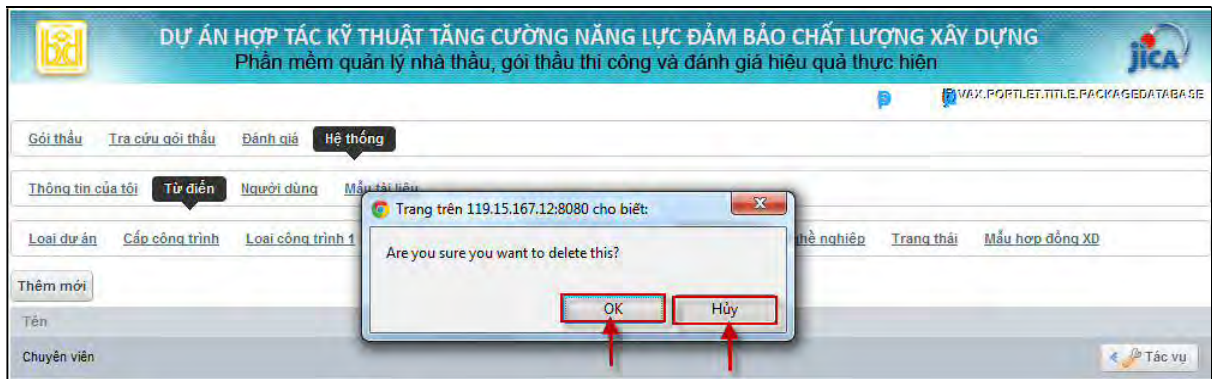 bxd
DỰ ÁN HỢP TÁC KỸ THUẬT TĂNG CƯỜNG NĂNG LỰC ĐẢM BẢO CHẤT LƯỢNG XÂY DỰNG
Phần mềm quản lý nhà thầu, gói thầu thi công và đánh giá hiệu quả thực hiện
jICA
VAX.PORTLET.TITLE.PACKAGEDATABASE
Gói thầu Tra cứu gói thầu Đánh giá Hệ thống
Thông tin của tôi Từ điển Người dùng Mẫu tài liệu
Trang trên 119.15.167.12:8080 cho biết:
Loại dự án Cấp công trình Loại công trình 1 nghề nghiệp Trạng thái Mẫu hợp đồng XD
Are you sure you want to delete this?
Thêm mới
OK Hủy
Tên
Chuyên viên Tác vụ